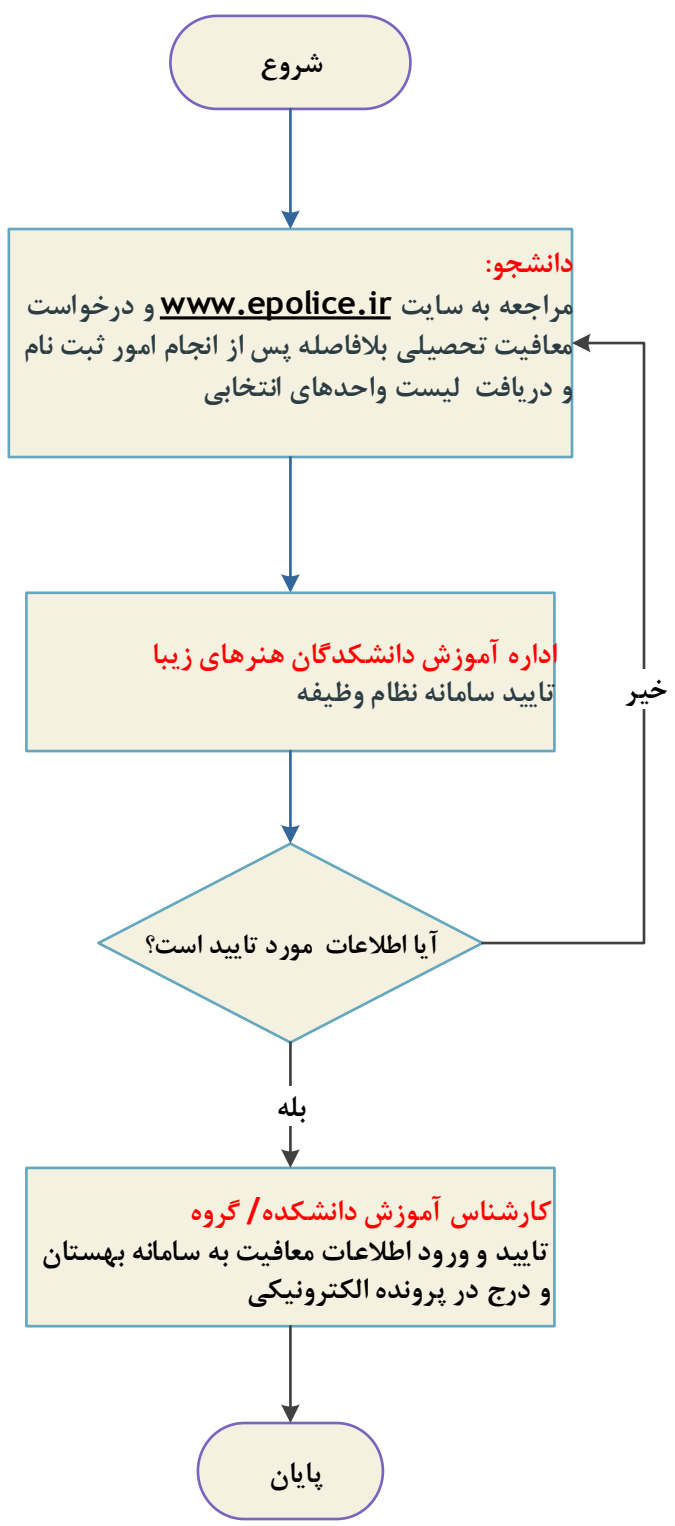 شروع
دانشجو:
مراجعه به سایت www.epolice.ir و درخواست
معافیت تحصیلی بلافاصله پس از انجام امور ثبت نام
و دریافت لیست واحدهای انتخابی
اداره آموزش دانشکدگان هنرهای زیبا
تایید سامانه نظام وظیفه
خیر
آیا اطلاعات مورد تایید است؟
بله
کارشناس آموزش دانشکده/ گروه
تایید و ورود اطلاعات معافیت به سامانه بهستان
و درج در پرونده الکترونیکی
پایان